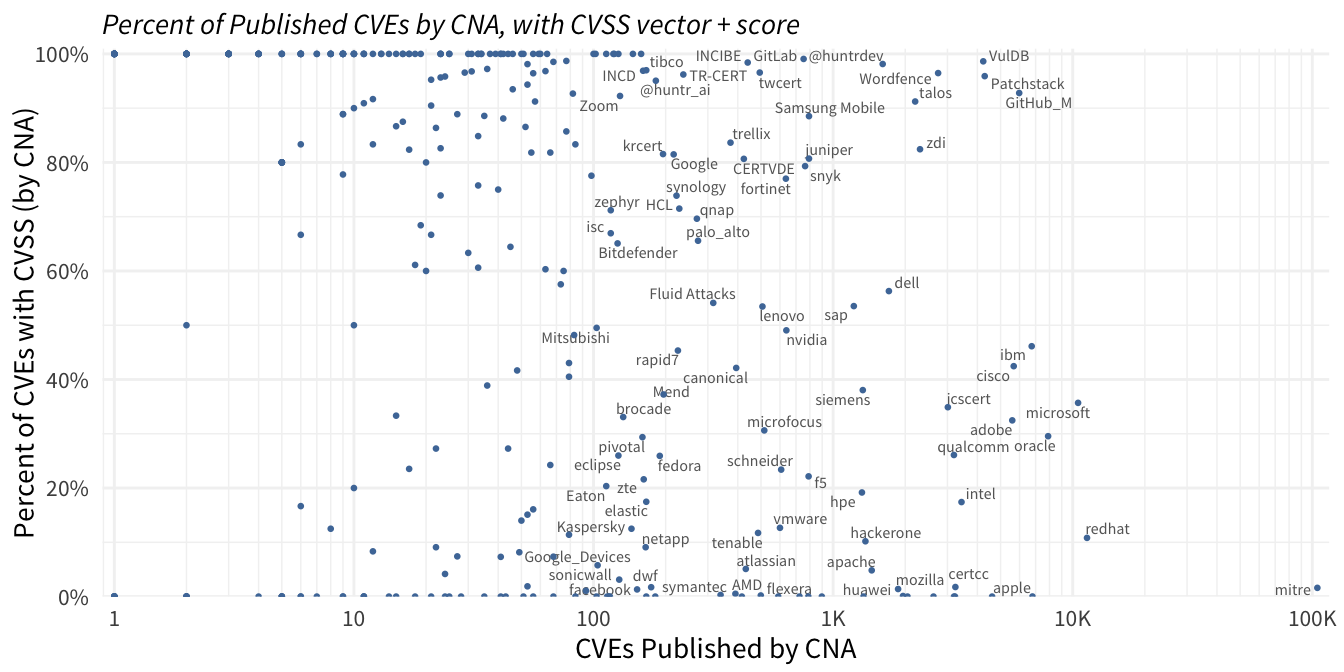 Percent of Published CVEs by CNA, with CVSS vector + score
Percent of CVEs with CVSS (by CNA)
100%
80%
60%
40%
20%
0%
INCIBE
GitLab
@huntrdev
VulDB
tibco
INCD
TR-CERT
twcert
Wordfence
Patchstack
@huntr_ai
talos
GitHub_M
Zoom
Samsung Mobile
trellix
krcert
Google
CERTVDE
juniper
zdi
snyk
fortinet
synology
zephyr
HCL
qnap
isc
palo_alto
Bitdefender
dell
Fluid Attacks
lenovo
sap
Mitsubishi
nvidia
rapid7
ibm
canonical
cisco
Mend
siemens
icscert
brocade
microsoft
microfocus
adobe
pivotal
qualcomm
oracle
eclipse
fedora
schneider
f5
Eaton
zte
hpe
intel
elastic
Kaspersky
vmware
netapp
tenable
hackerone
redhat
Google_Devices
atlassian
apache
sonicwall
dwf
facebook
symantec
AMD
flexera
huawei
mozilla
certcc
apple
mitre
1
10
100
1K
10K
100K
CVEs Published by CNA